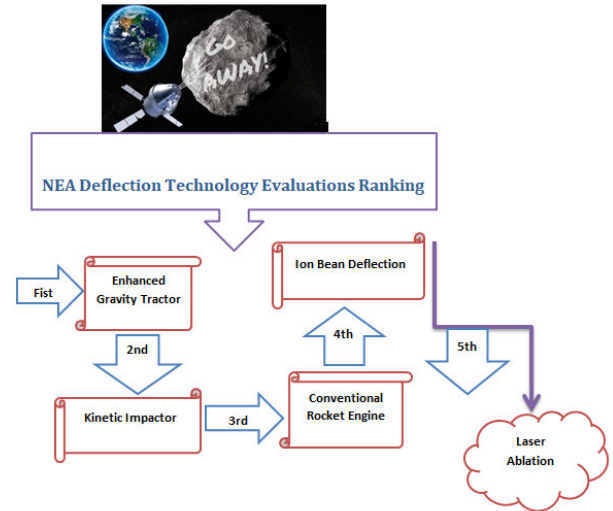 GO
AWAY!
NEA Deflection Technology Evaluations Ranking
Fist
Enhanced
Gravity Tractor
Ion Bean Deflection
2nd
4th
5th
Kinetic Impactor
3rd
Conventional
Rocket Engine
Laser
Ablation